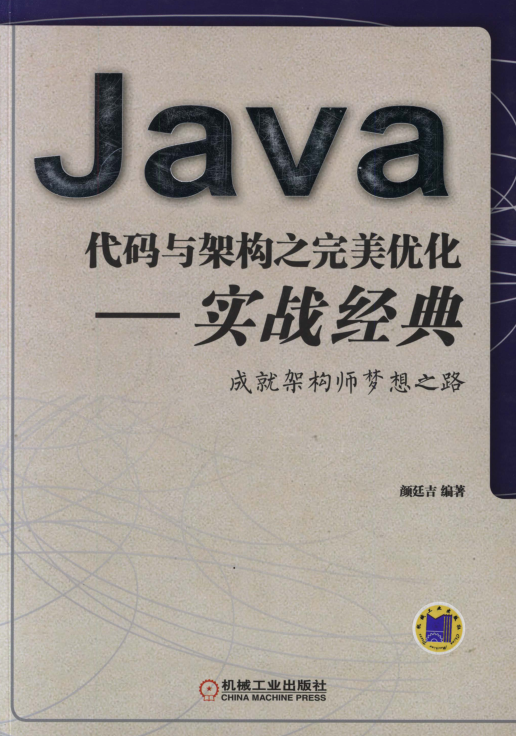 Java
代码与架构之完美优化
——实战经典
成就架构师梦想之路
颜廷吉 编著
机械工业出版社
CHINA MACHINE PRESS